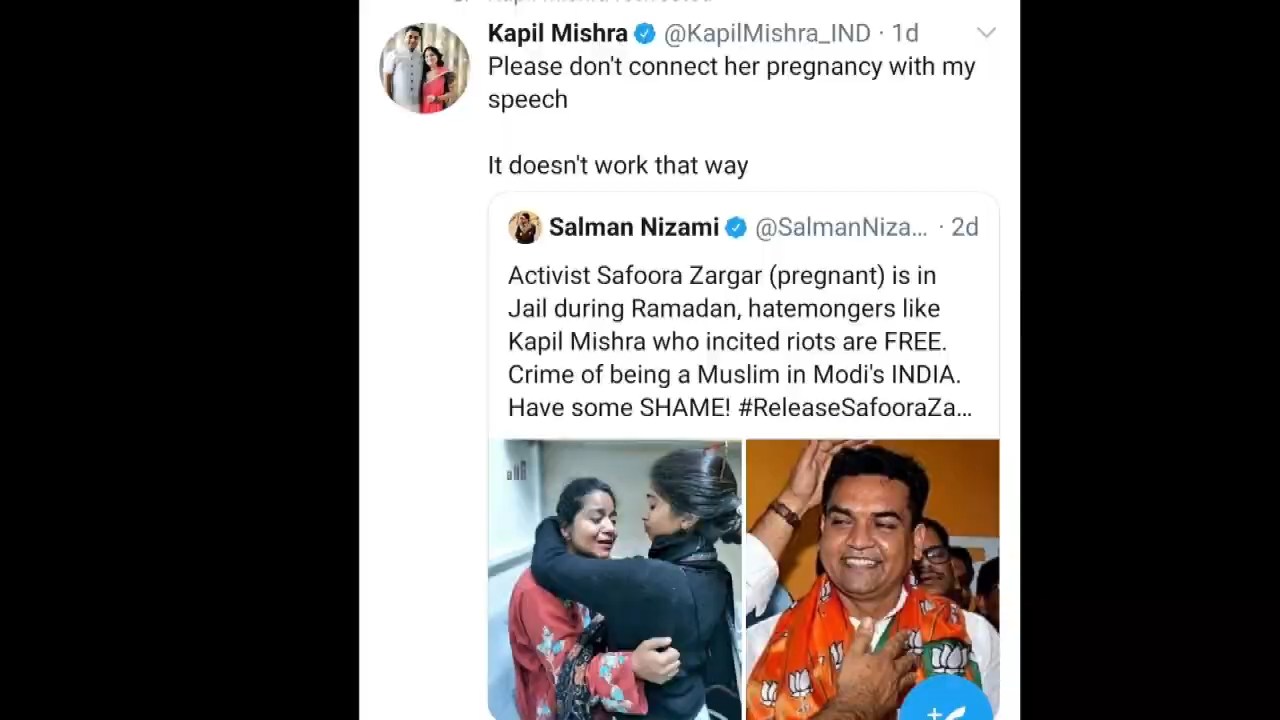 Kapil Mishra @KapilMishra_IND · 1d
Please don't connect her pregnancy with my
speech
It doesn't work that way
Salman Nizami @SalmanNiza... · 2d
Activist Safoora Zargar (pregnant) is in
Jail during Ramadan, hatemongers like
Kapil Mishra who incited riots are FREE.
Crime of being a Muslim in Modi's INDIA.
Have some SHAME! #ReleaseSafooraZa...